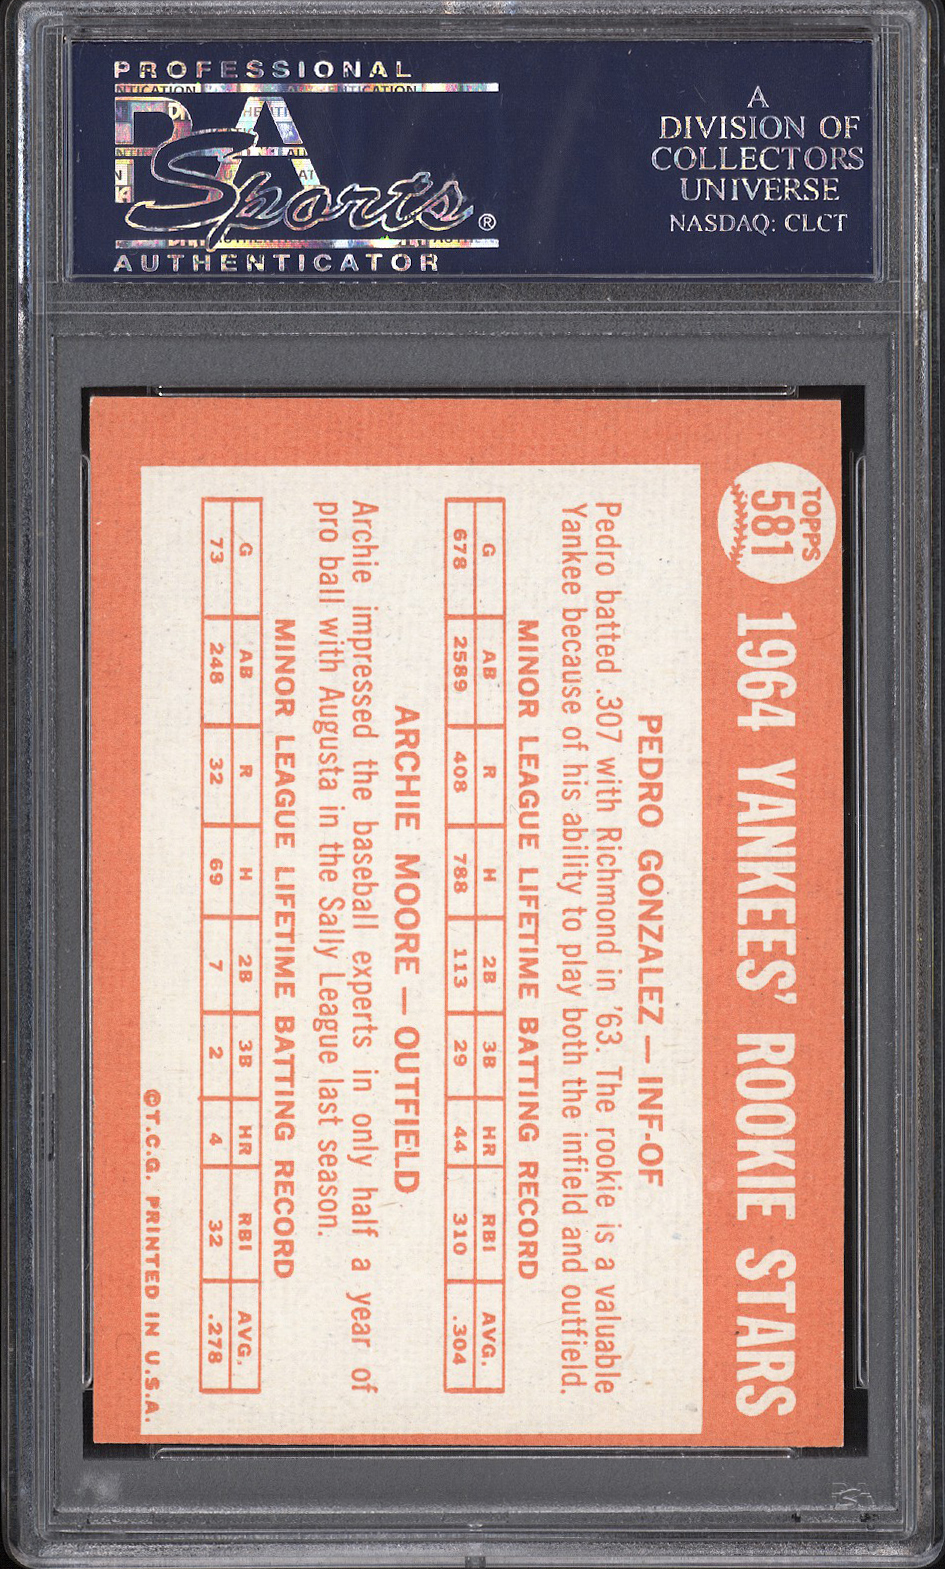 PROFESSIONAL
PSA
Sports®
AUTHENTICATOR
A
DIVISION OF
COLLECTORS
UNIVERSE
NASDAQ: CLCT
TOPPS
581
1964 YANKEES' ROOKIE STARS
PEDRO GONZALEZ — INF-OF
Pedro batted .307 with Richmond in '63. The rookie is a valuable
Yankee because of his ability to play both the infield and outfield.
MINOR LEAGUE LIFETIME BATTING RECORD
G AB R H 2B 3B HR RBI AVG.
678 2589 408 788 113 29 44 310 .304
ARCHIE MOORE — OUTFIELD
Archie impressed the baseball experts in only half a year of
pro ball with Augusta in the Sally League last season.
MINOR LEAGUE LIFETIME BATTING RECORD
G AB R H 2B 3B HR RBI AVG.
73 248 32 69 7 2 4 32 .278
©T.C.G. PRINTED IN U.S.A.